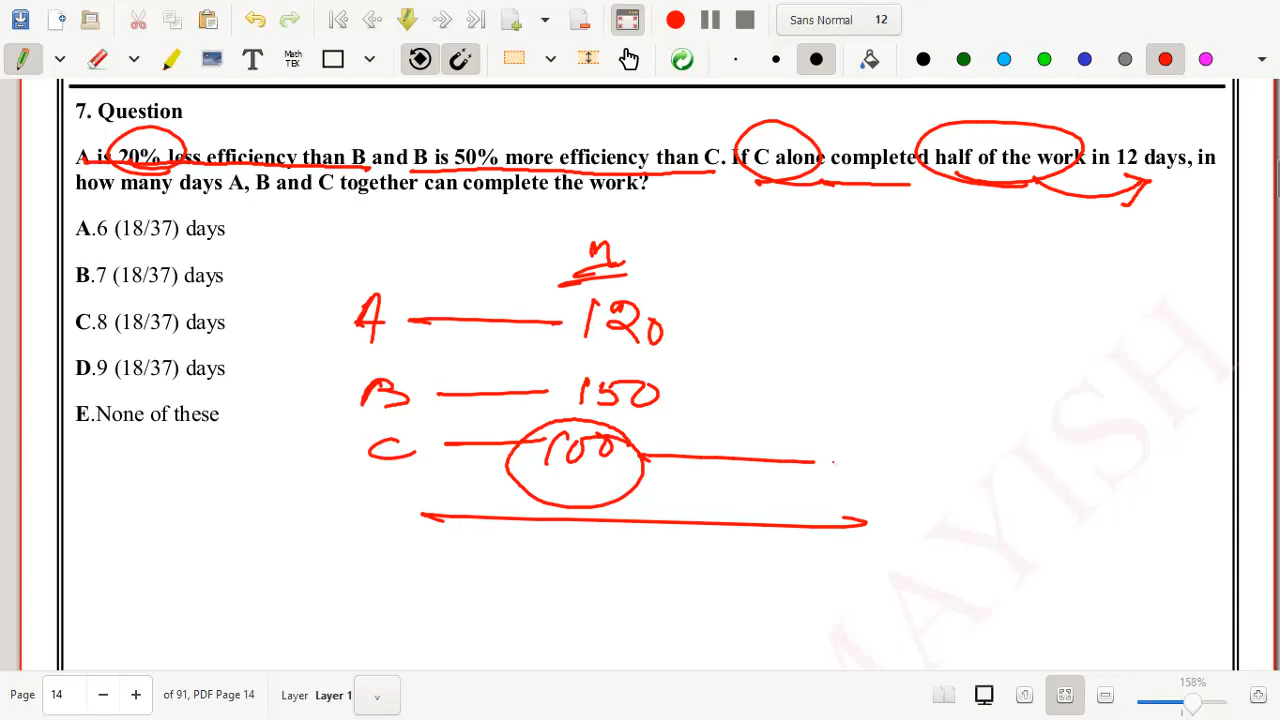 Sans Normal 12
Math
TEX
7. Question
A is 20% less efficiency than B and B is 50% more efficiency than C. If C alone completed half of the work in 12 days, in
how many days A, B and C together can complete the work?
A.6 (18/37) days
B.7 (18/37) days
C.8 (18/37) days
D.9 (18/37) days
E.None of these
η
A 120
B 150
C 100
MAYISH
Page 14 of 91, PDF Page 14 Layer Layer 1 158%